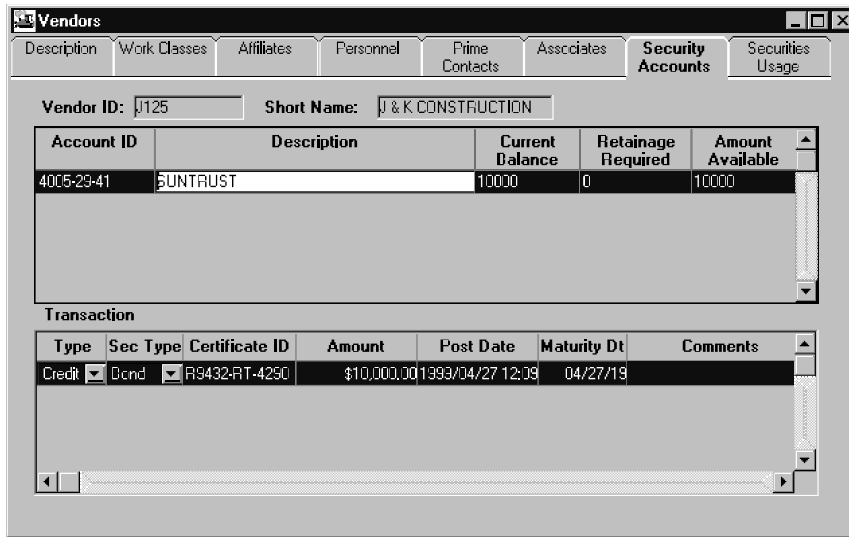 Vendors
Description Work Classes Affiliates Personnel Prime Contacts Associates Security Accounts Securities Usage
Vendor ID: J125 Short Name: J & K CONSTRUCTION
Account ID Description Current Balance Retainage Required Amount Available
4005-29-41 SUNTRUST 10000 0 10000
Transaction
Type Sec Type Certificate ID Amount Post Date Maturity Dt Comments
Credit Bond R9432-RT-4290 $10,000.00 1999/04/27 12:09 04/27/19